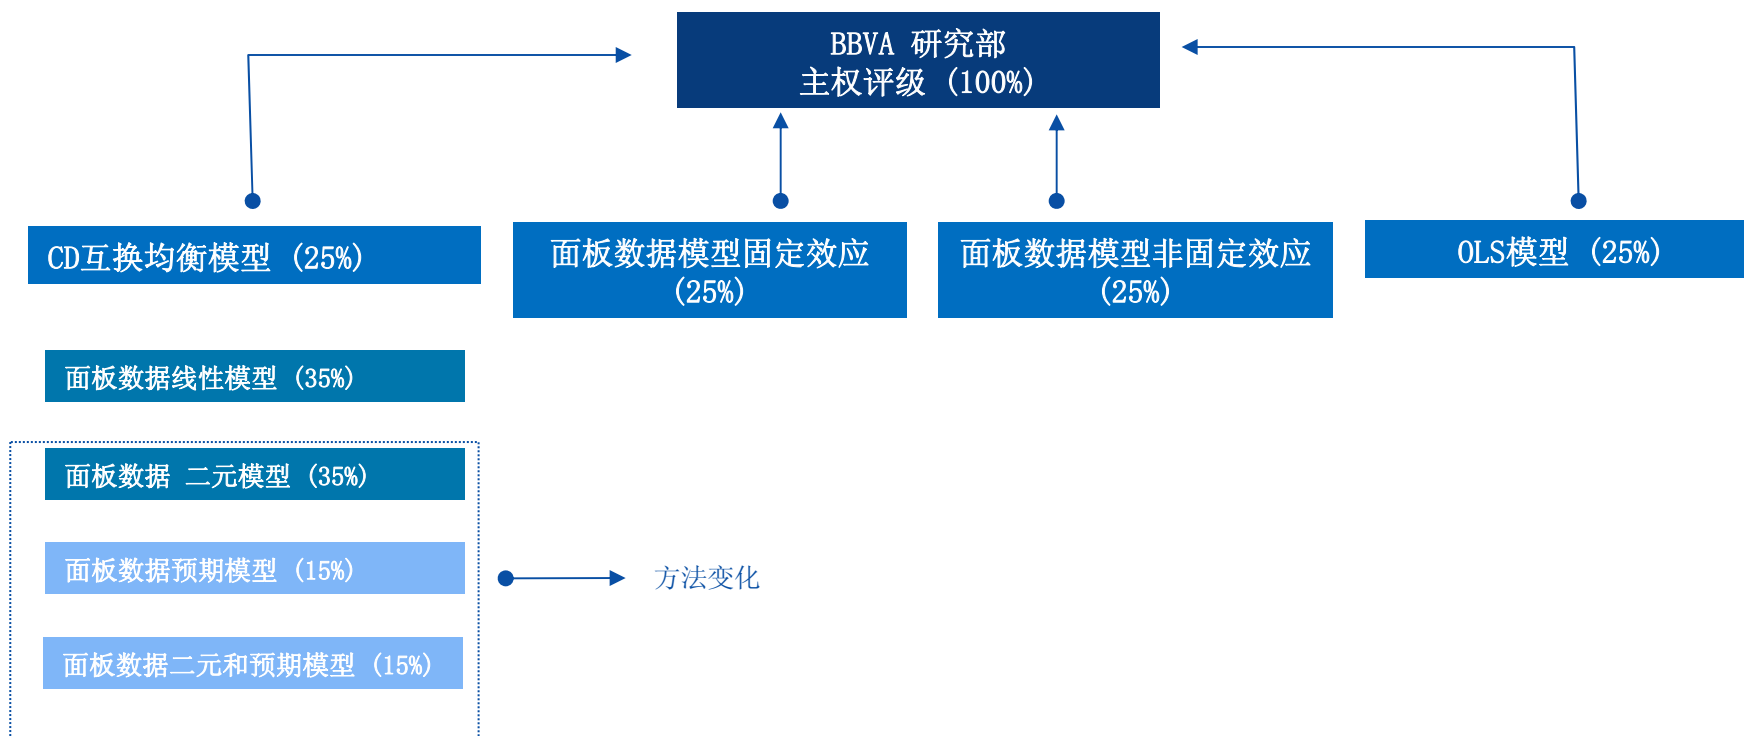 BBVA 研究部
主权评级 (100%)
CD互换均衡模型 (25%)
面板数据模型固定效应
(25%)
面板数据模型非固定效应
(25%)
OLS模型 (25%)
面板数据线性模型 (35%)
面板数据 二元模型 (35%)
面板数据预期模型 (15%)
方法变化
面板数据二元和预期模型 (15%)